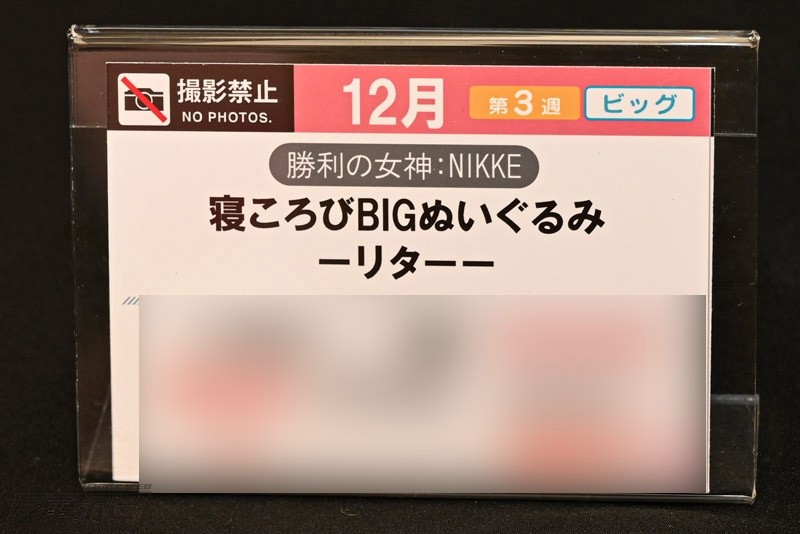 撮影禁止
NO PHOTOS.
12月
第3週
ビッグ
勝利の女神:NIKKE
寝ころびBIGぬいぐるみ
ーリターー